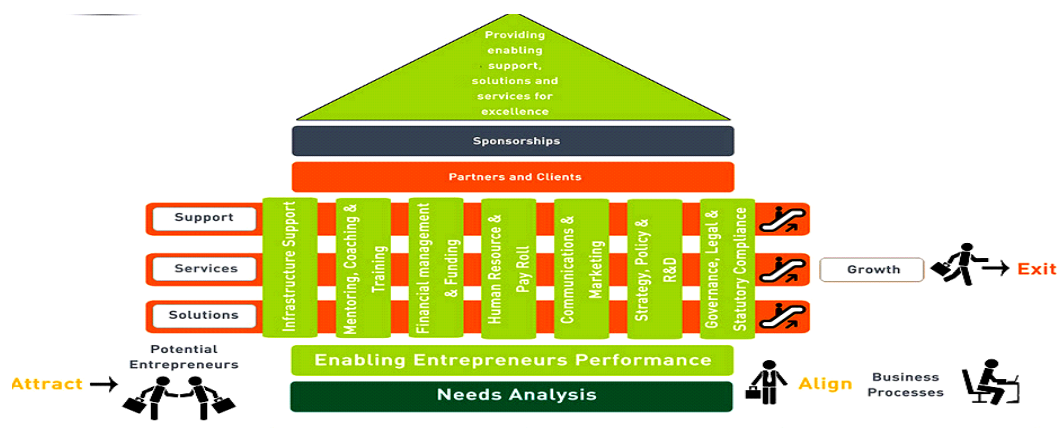 Providing
enabling
support,
solutions and
services for
excellence
Sponsorships
Partners and Clients
Support
Services
Solutions
Infrastructure Support
Mentoring, Coaching &
Training
Financial management
& Funding
Human Resource &
Pay Roll
Communications &
Marketing
Strategy, Policy &
R&D
Governance, Legal &
Statutory Compliance
Growth
Exit
Enabling Entrepreneurs Performance
Needs Analysis
Potential
Entrepreneurs
Attract
Align
Business
Processes